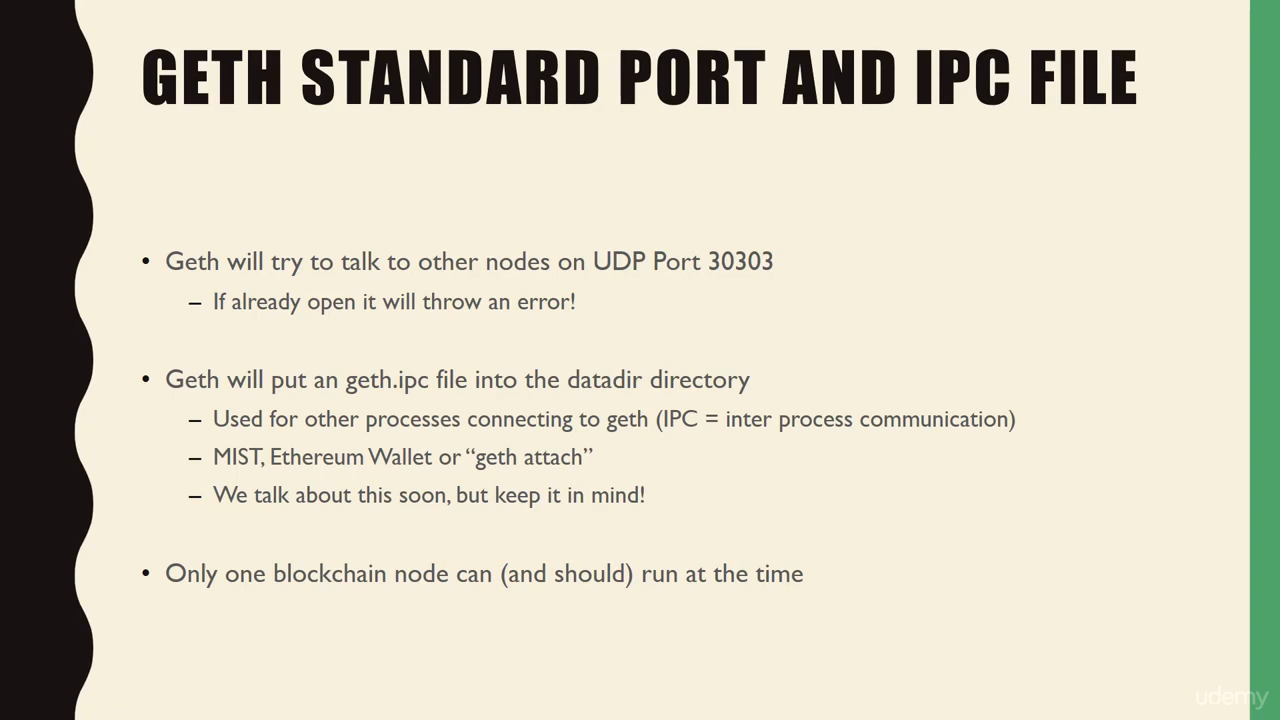 GETH STANDARD PORT AND IPC FILE
• Geth will try to talk to other nodes on UDP Port 30303
– If already open it will throw an error!
• Geth will put an geth.ipc file into the datadir directory
– Used for other processes connecting to geth (IPC = inter process communication)
– MIST, Ethereum Wallet or “geth attach”
– We talk about this soon, but keep it in mind!
• Only one blockchain node can (and should) run at the time
udemy